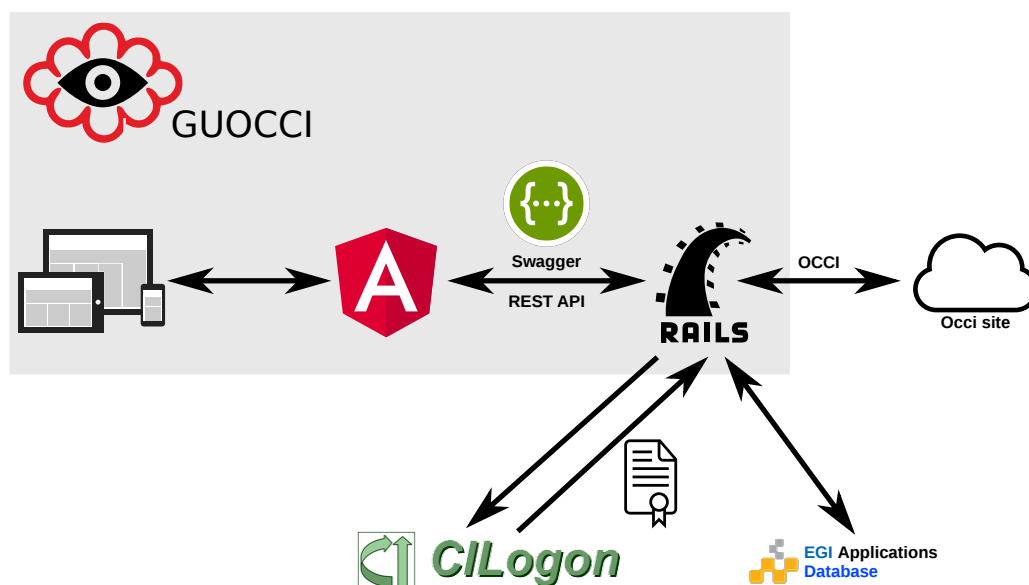 GUOCCI
{...}
Swagger
REST API
A
RAILS
OCCI
Occi site
CILogon
EGI Applications
Database